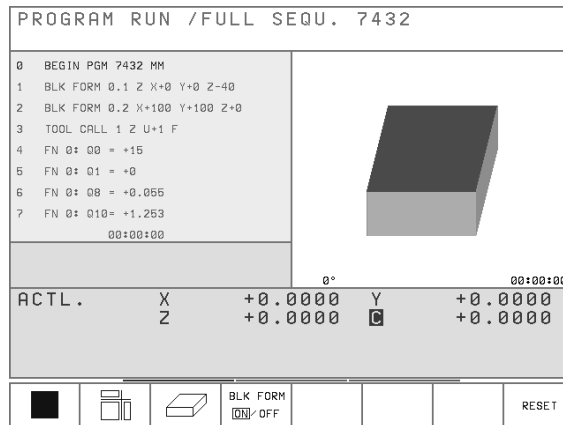 PROGRAM RUN /FULL SEQU. 7432
0 BEGIN PGM 7432 MM
1 BLK FORM 0.1 Z X+0 Y+0 Z-40
2 BLK FORM 0.2 X+100 Y+100 Z+0
3 TOOL CALL 1 Z U+1 F
4 FN 0: Q0 = +15
5 FN 0: Q1 = +0
6 FN 0: Q8 = +0.055
7 FN 0: Q10= +1.253
00:00:00
0° 00:00:00
ACTL. X +0.0000 Y +0.0000
Z +0.0000 C +0.0000
BLK FORM
ON/OFF
RESET